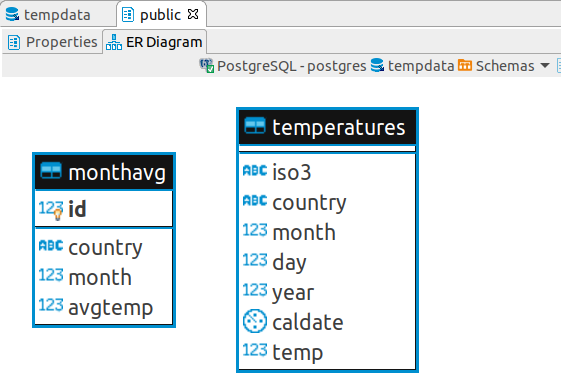 tempdata
public
Properties
ER Diagram
PostgreSQL - postgres tempdata Schemas
monthavg
123 id
ABC country
123 month
123 avgtemp
temperatures
ABC iso3
ABC country
123 month
123 day
123 year
caldate
123 temp